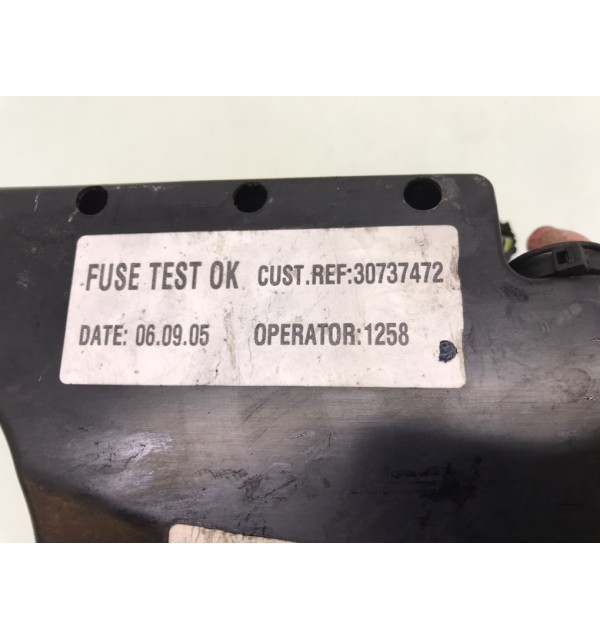 FUSE TEST OK CUST.REF:30737472
DATE: 06.09.05 OPERATOR:1258